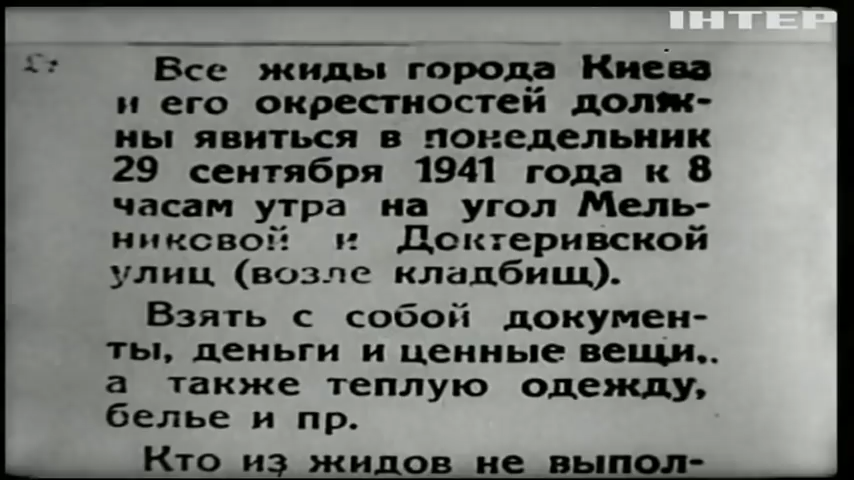 ІНТЕР
Все жиды города Киева
и его окрестностей долж-
ны явиться в понедельник
29 сентября 1941 года к 8
часам утра на угол Мель-
никовой и Доктеривской
улиц (возле кладбищ).
Взять с собой докумен-
ты, деньги и ценные вещи,
а также теплую одежду,
белье и пр.
Кто из жидов не выпол-